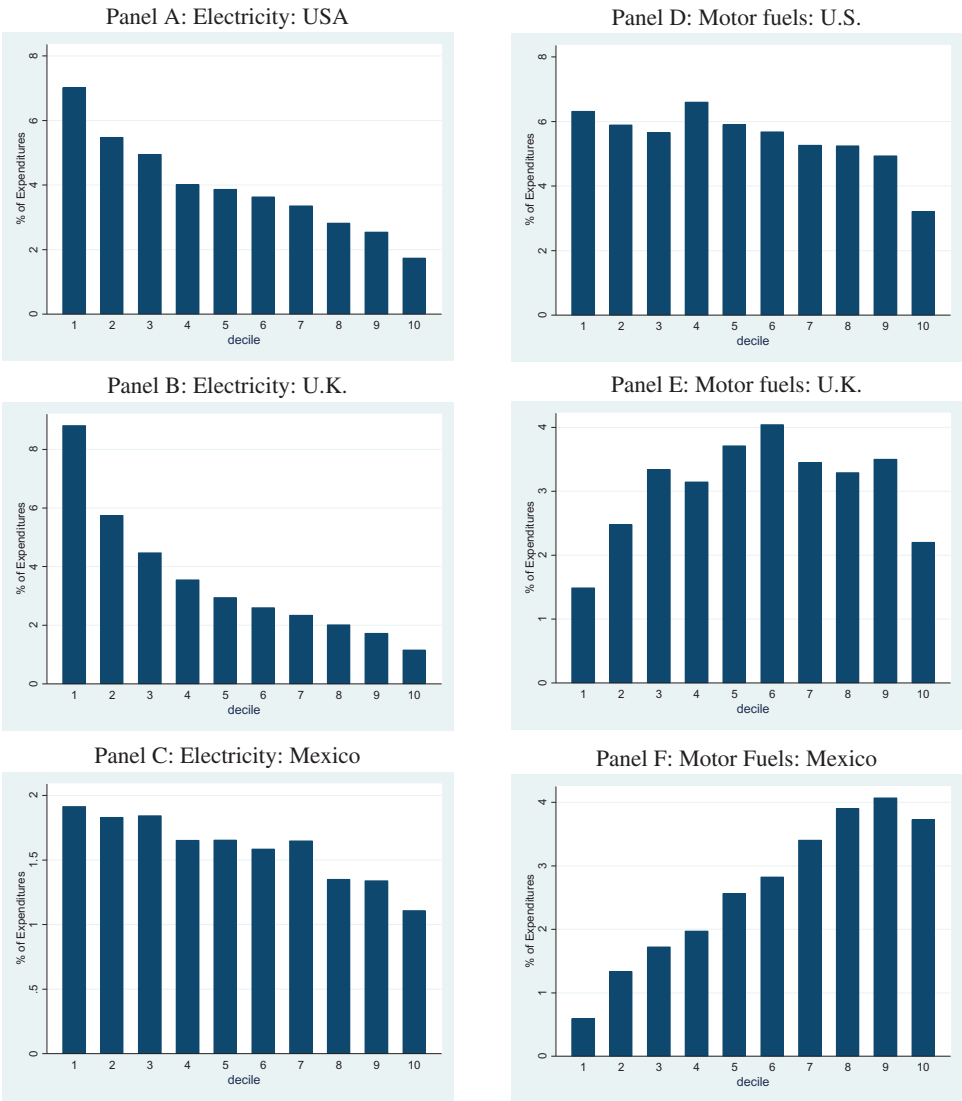 Panel A: Electricity: USA
% of Expenditures
8
6
4
2
0
1 2 3 4 5 6 7 8 9 10
decile
Panel D: Motor fuels: U.S.
% of Expenditures
8
6
4
2
0
1 2 3 4 5 6 7 8 9 10
decile
Panel B: Electricity: U.K.
% of Expenditures
8
6
4
2
0
1 2 3 4 5 6 7 8 9 10
decile
Panel E: Motor fuels: U.K.
% of Expenditures
4
3
2
1
0
1 2 3 4 5 6 7 8 9 10
decile
Panel C: Electricity: Mexico
% of Expenditures
2
1.5
1
.5
0
1 2 3 4 5 6 7 8 9 10
decile
Panel F: Motor Fuels: Mexico
% of Expenditures
4
3
2
1
0
1 2 3 4 5 6 7 8 9 10
decile